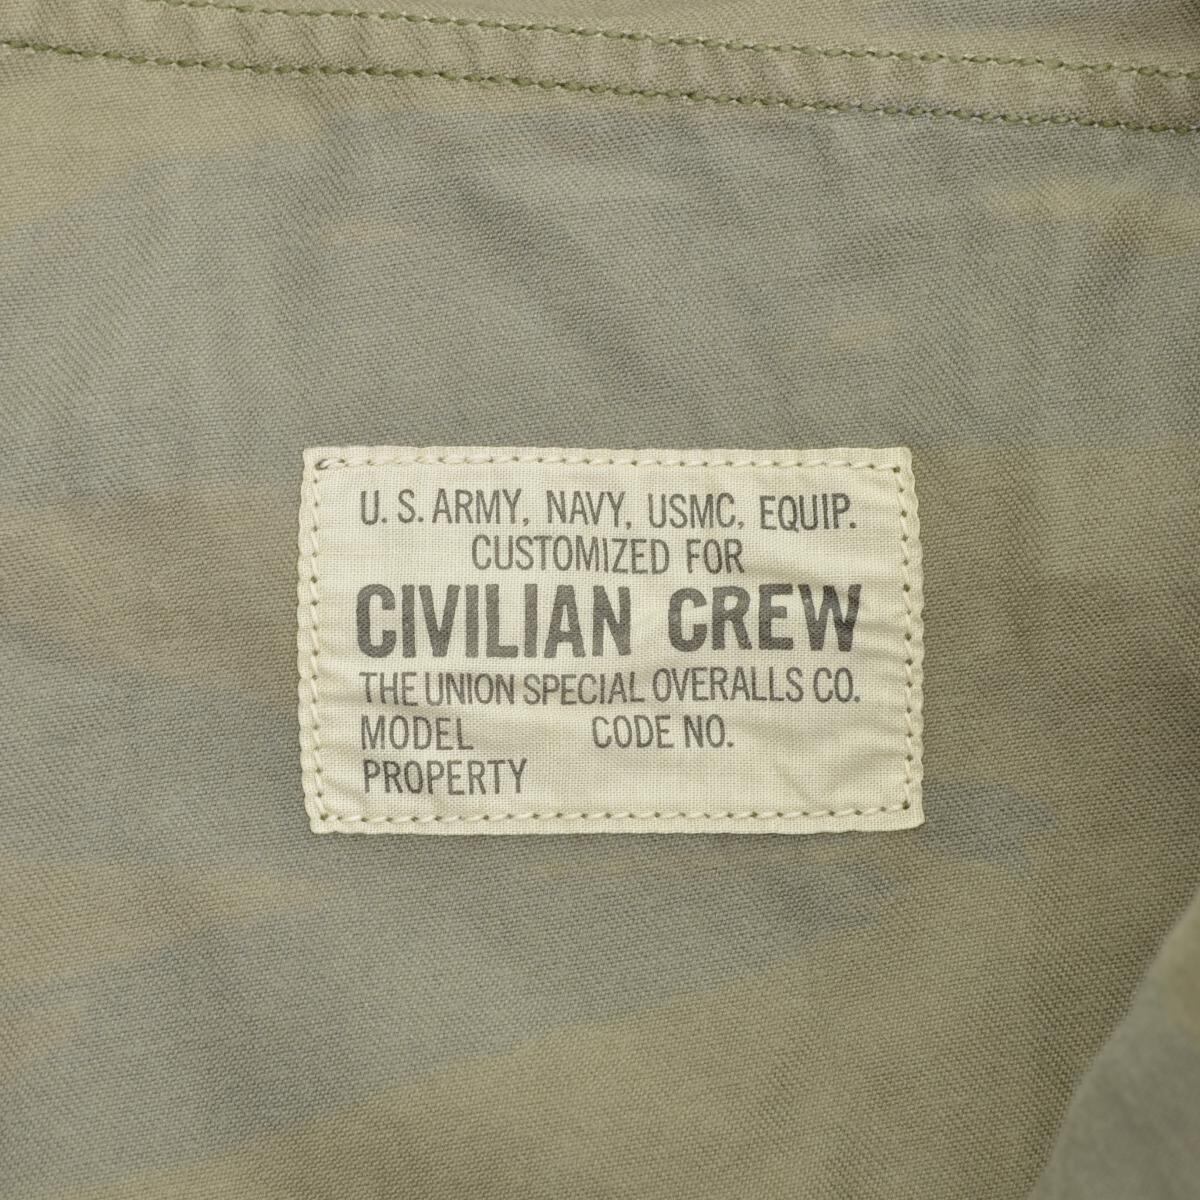 U. S. ARMY, NAVY, USMC, EQUIP.
CUSTOMIZED FOR
CIVILIAN CREW
THE UNION SPECIAL OVERALLS CO.
MODEL CODE NO.
PROPERTY